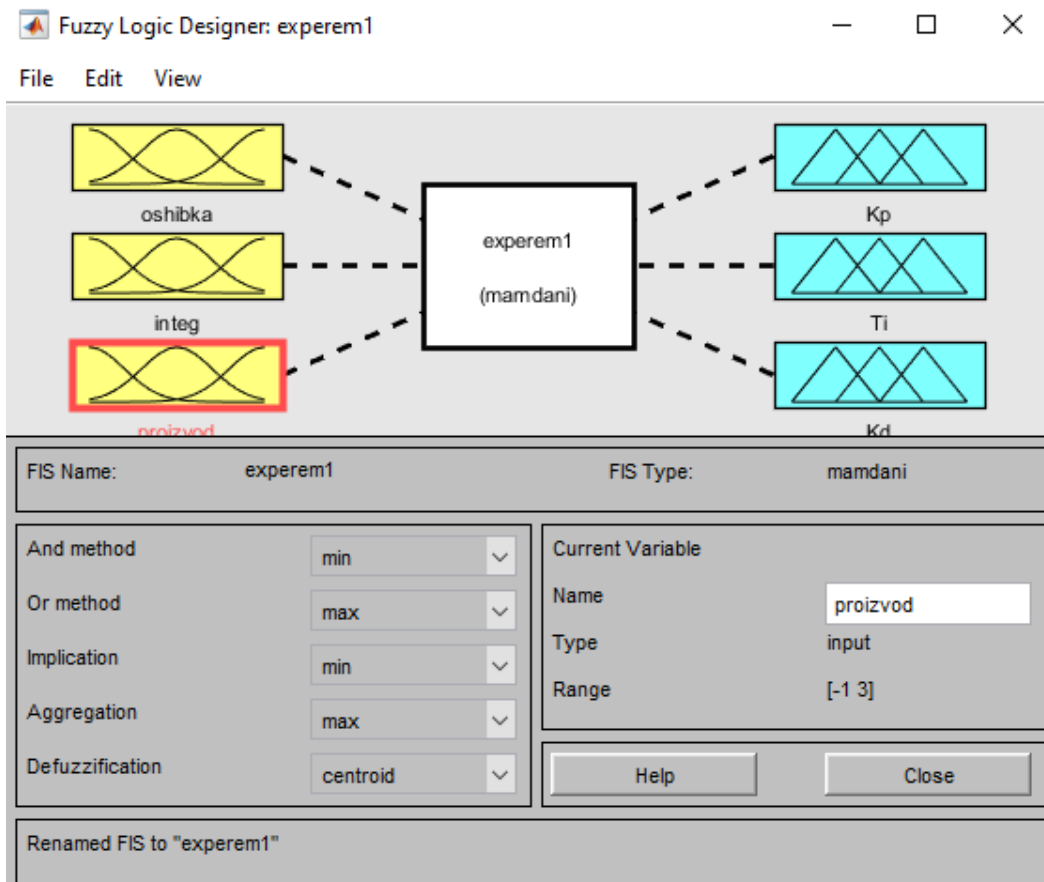 Fuzzy Logic Designer: experem1
File Edit View
oshibka
integ
proizvod
experem1
(mamdani)
Kp
Ti
Kd
FIS Name: experem1 FIS Type: mamdani
And method min
Or method max
Implication min
Aggregation max
Defuzzification centroid
Current Variable
Name proizvod
Type input
Range [-1 3]
Help Close
Renamed FIS to "experem1"